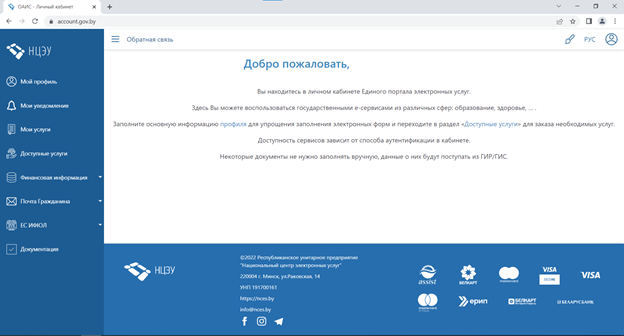 ОАИС - Личный кабинет
account.gov.by
НЦЭУ
Обратная связь
РУС
Мой профиль
Мои уведомления
Мои услуги
Доступные услуги
Финансовая информация
Почта Гражданина
ЕС ИФЮЛ
Документация
Добро пожаловать,
Вы находитесь в личном кабинете Единого портала электронных услуг.
Здесь Вы можете воспользоваться государственными е-сервисами из различных сфер: образование, здоровье, ... .
Заполните основную информацию профиля для упрощения заполнения электронных форм и переходите в раздел «Доступные услуги» для заказа необходимых услуг.
Доступность сервисов зависит от способа аутентификации в кабинете.
Некоторые документы не нужно заполнять вручную, данные о них будут поступать из ГИР/ГИС.
НЦЭУ
©2022 Республиканское унитарное предприятие
"Национальный центр электронных услуг"
220004 г. Минск, ул.Раковская, 14
УНП 191700161
https://nces.by
info@nces.by
assist
БЕЛКАРТ
VISA
VISA
ЕРИП
БЕЛКАРТ
БЕЛАРУСБАНК